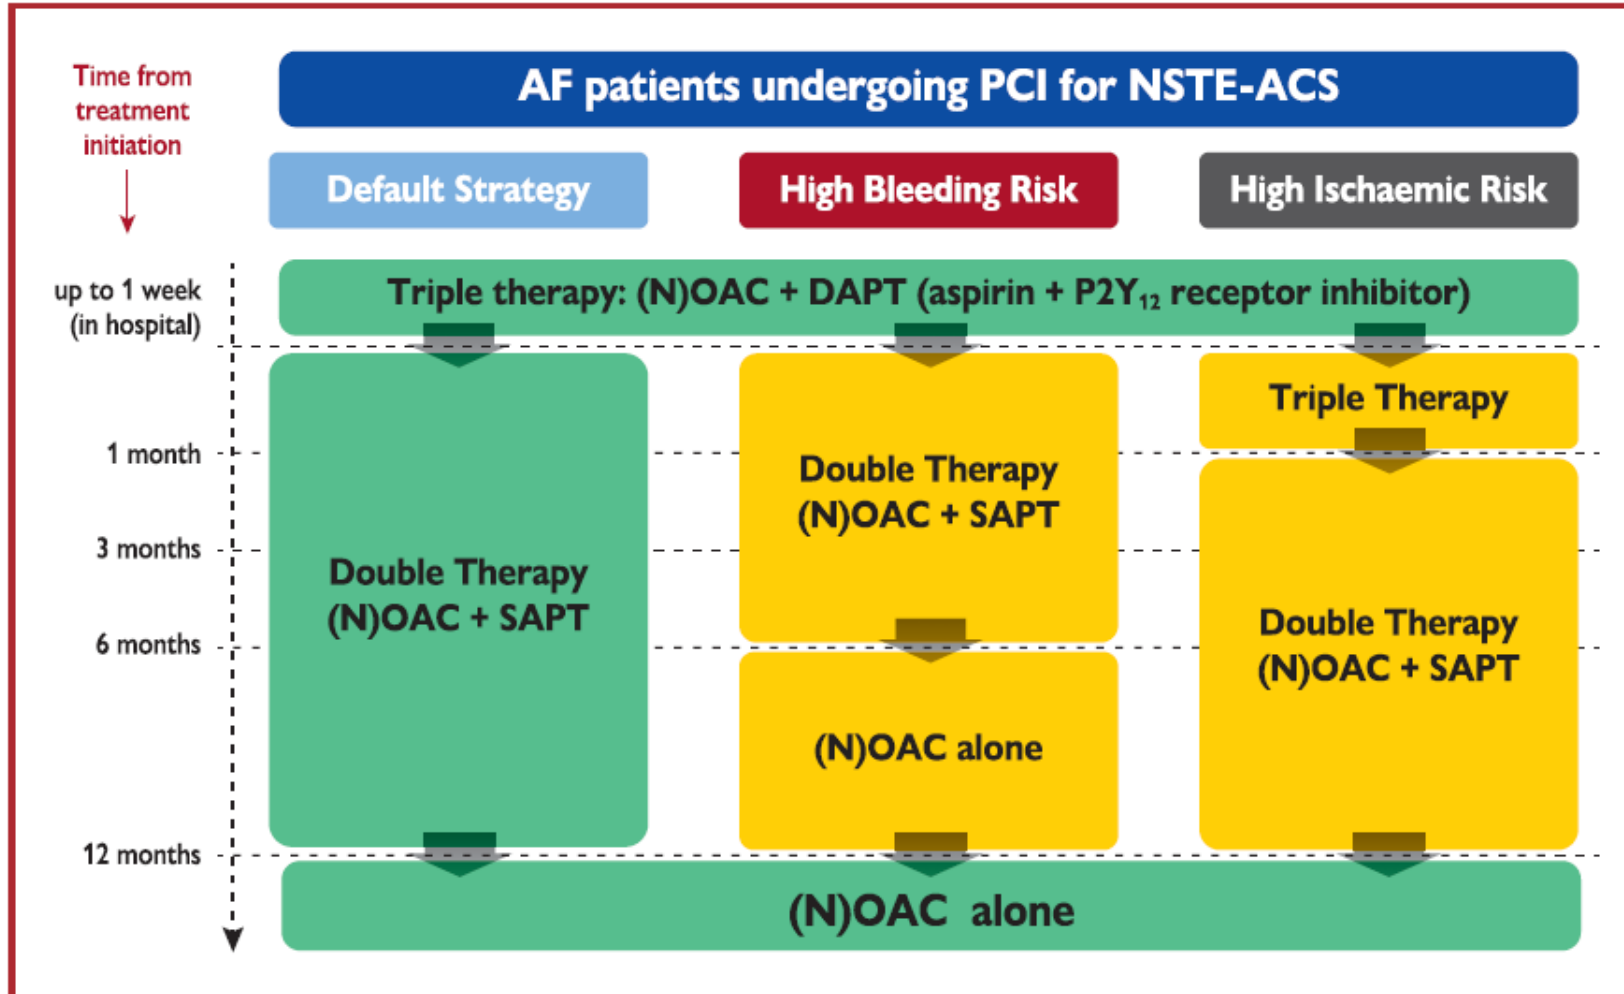 Time from
treatment
initiation
AF patients undergoing PCI for NSTE-ACS
Default Strategy
High Bleeding Risk
High Ischaemic Risk
up to 1 week
(in hospital)
Triple therapy: (N)OAC + DAPT (aspirin + P2Y₁₂ receptor inhibitor)
Triple Therapy
1 month
Double Therapy
(N)OAC + SAPT
3 months
Double Therapy
(N)OAC + SAPT
6 months
Double Therapy
(N)OAC + SAPT
(N)OAC alone
12 months
(N)OAC alone